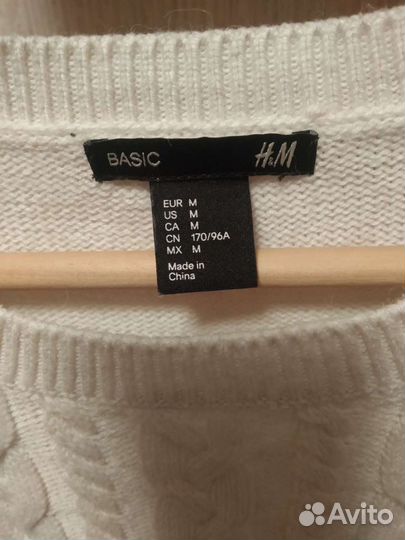 BASIC H&M
EUR M
US M
CA M
CN 170/96A
MX M
Made in
China
Avito